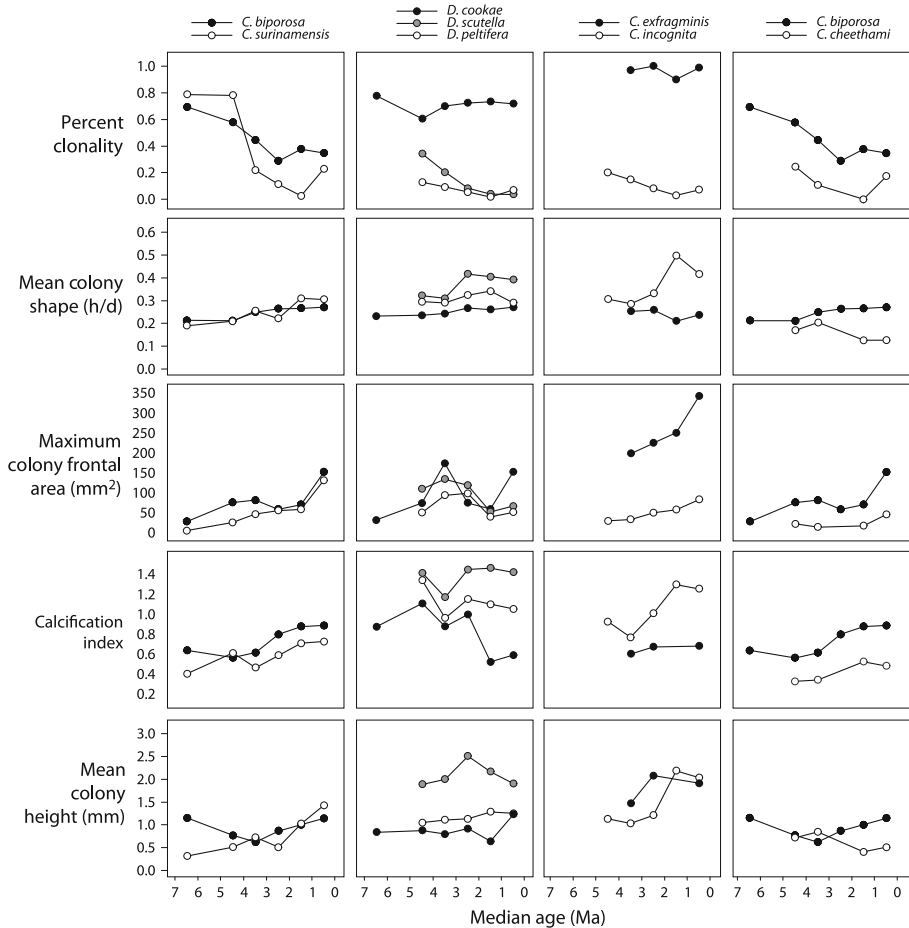 C. biporosa
C. surinamensis
D. cookae
D. scutella
D. peltifera
C. exfragminis
C. incognita
C. biporosa
C. cheethami
Percent
clonality
1.0
0.8
0.6
0.4
0.2
0.0
Mean colony
shape (h/d)
0.6
0.5
0.4
0.3
0.2
0.1
0.0
Maximum
colony frontal
area (mm²)
350
300
250
200
150
100
50
0
Calcification
index
1.4
1.2
1.0
0.8
0.6
0.4
0.2
Mean
colony
height (mm)
3.0
2.5
2.0
1.5
1.0
0.5
0.0
7 6 5 4 3 2 1 0
7 6 5 4 3 2 1 0
7 6 5 4 3 2 1 0
7 6 5 4 3 2 1 0
Median age (Ma)